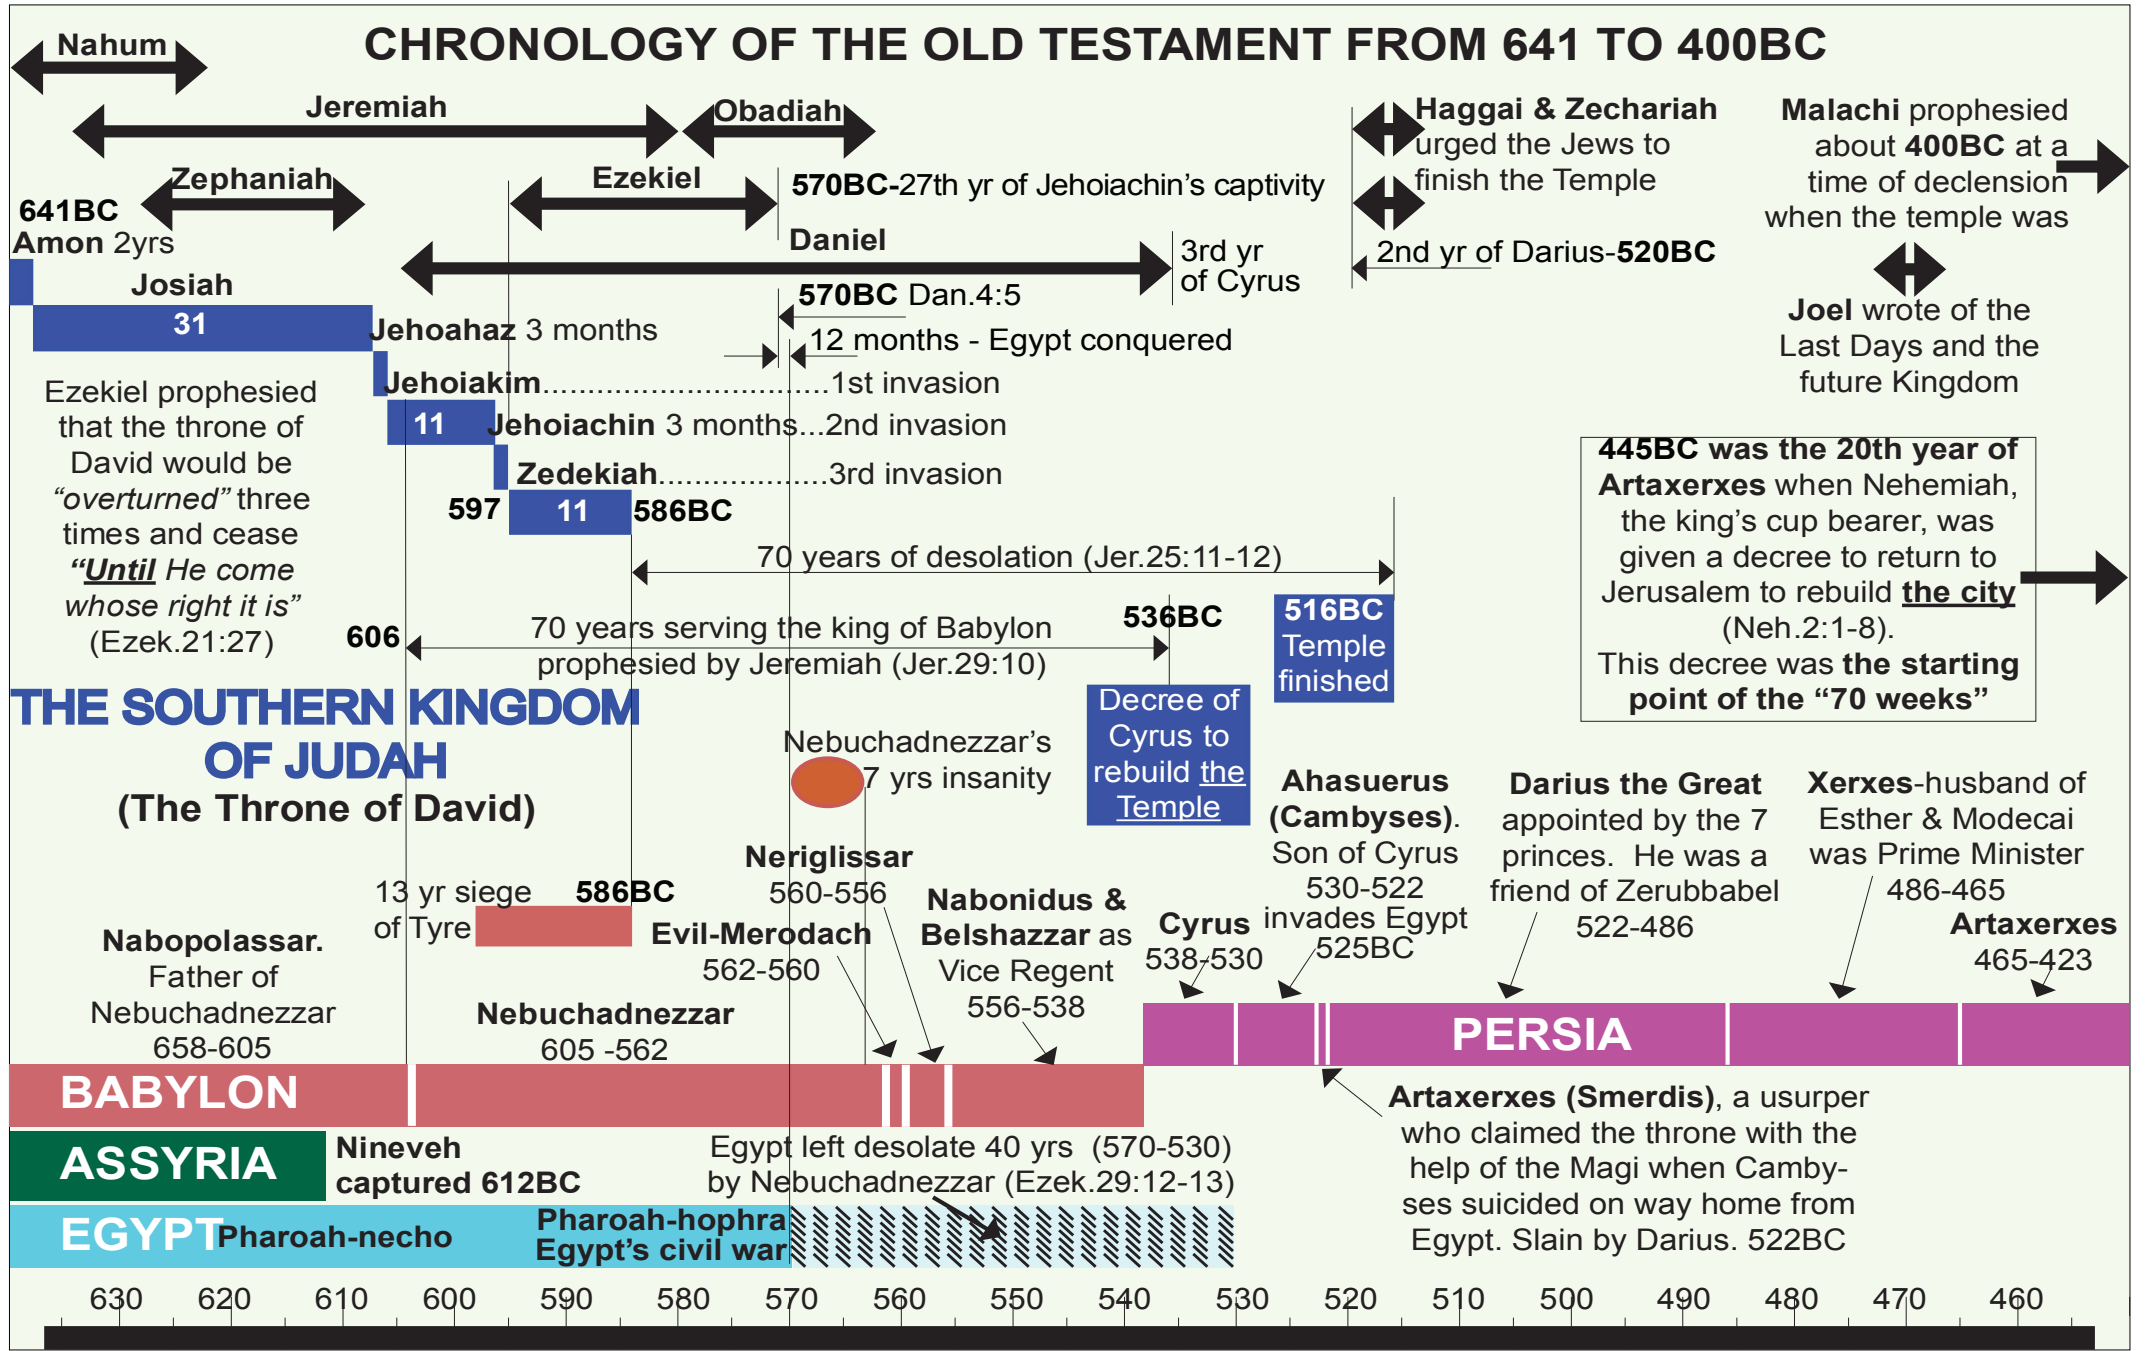 CHRONOLOGY OF THE OLD TESTAMENT FROM 641 TO 400BC
Nahum
Jeremiah
Obadiah
Zephaniah
Ezekiel
570BC-27th yr of Jehoiachin’s captivity
Haggai & Zechariah
urged the Jews to
finish the Temple
Malachi prophesied
about 400BC at a
time of declension
when the temple was
641BC
Amon 2yrs
Daniel
3rd yr
of Cyrus
2nd yr of Darius-520BC
Josiah
31
570BC Dan.4:5
12 months - Egypt conquered
Joel wrote of the
Last Days and the
future Kingdom
Jehoahaz 3 months
Jehoiakim.............................1st invasion
11
Jehoiachin 3 months...2nd invasion
Zedekiah..................3rd invasion
597
11
586BC
Ezekiel prophesied
that the throne of
David would be
“overturned” three
times and cease
“Until He come
whose right it is”
(Ezek.21:27)
445BC was the 20th year of
Artaxerxes when Nehemiah,
the king’s cup bearer, was
given a decree to return to
Jerusalem to rebuild the city
(Neh.2:1-8).
This decree was the starting
point of the “70 weeks”
70 years of desolation (Jer.25:11-12)
606
70 years serving the king of Babylon
prophesied by Jeremiah (Jer.29:10)
536BC
516BC
Temple
finished
THE SOUTHERN KINGDOM
OF JUDAH
(The Throne of David)
Decree of
Cyrus to
rebuild the
Temple
Nebuchadnezzar’s
7 yrs insanity
Ahasuerus
(Cambyses).
Son of Cyrus
530-522
invades Egypt
525BC
Darius the Great
appointed by the 7
princes. He was a
friend of Zerubbabel
522-486
Xerxes-husband of
Esther & Modecai
was Prime Minister
486-465
Neriglissar
560-556
13 yr siege
of Tyre
586BC
Evil-Merodach
562-560
Nabonidus &
Belshazzar as
Vice Regent
556-538
Cyrus
538-530
Artaxerxes
465-423
Nabopolassar.
Father of
Nebuchadnezzar
658-605
Nebuchadnezzar
605 -562
PERSIA
BABYLON
Artaxerxes (Smerdis), a usurper
who claimed the throne with the
help of the Magi when Camby-
ses suicided on way home from
Egypt. Slain by Darius. 522BC
ASSYRIA
Nineveh
captured 612BC
Egypt left desolate 40 yrs (570-530)
by Nebuchadnezzar (Ezek.29:12-13)
EGYPT
Pharoah-necho
Pharoah-hophra
Egypt’s civil war
630 620 610 600 590 580 570 560 550 540 530 520 510 500 490 480 470 460